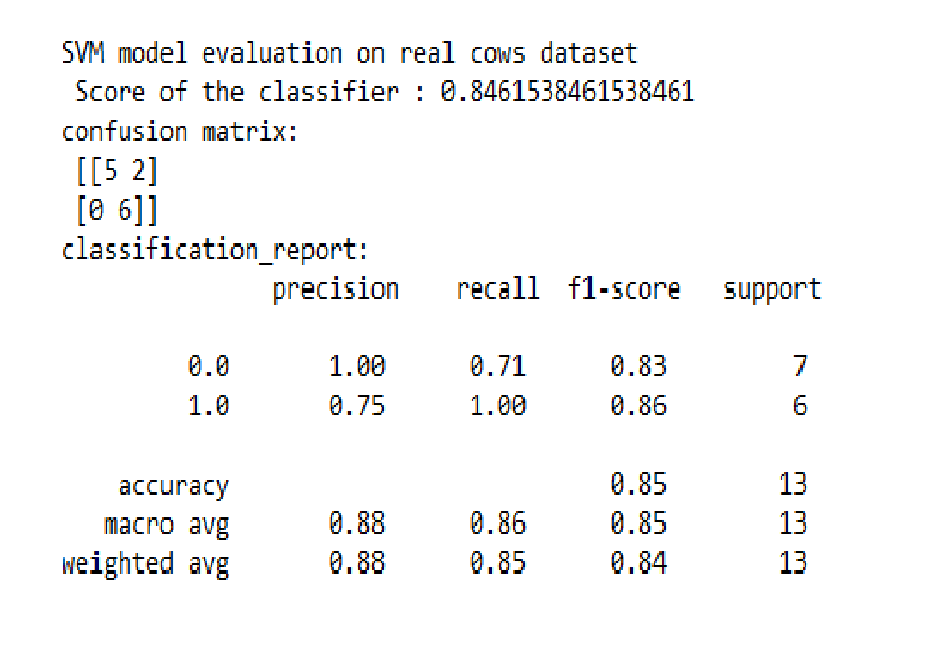 SVM model evaluation on real cows dataset
Score of the classifier : 0.8461538461538461
confusion matrix:
[[5 2]
[0 6]]
classification_report:
precision recall f1-score support
0.0 1.00 0.71 0.83 7
1.0 0.75 1.00 0.86 6
accuracy 0.85 13
macro avg 0.88 0.86 0.85 13
weighted avg 0.88 0.85 0.84 13